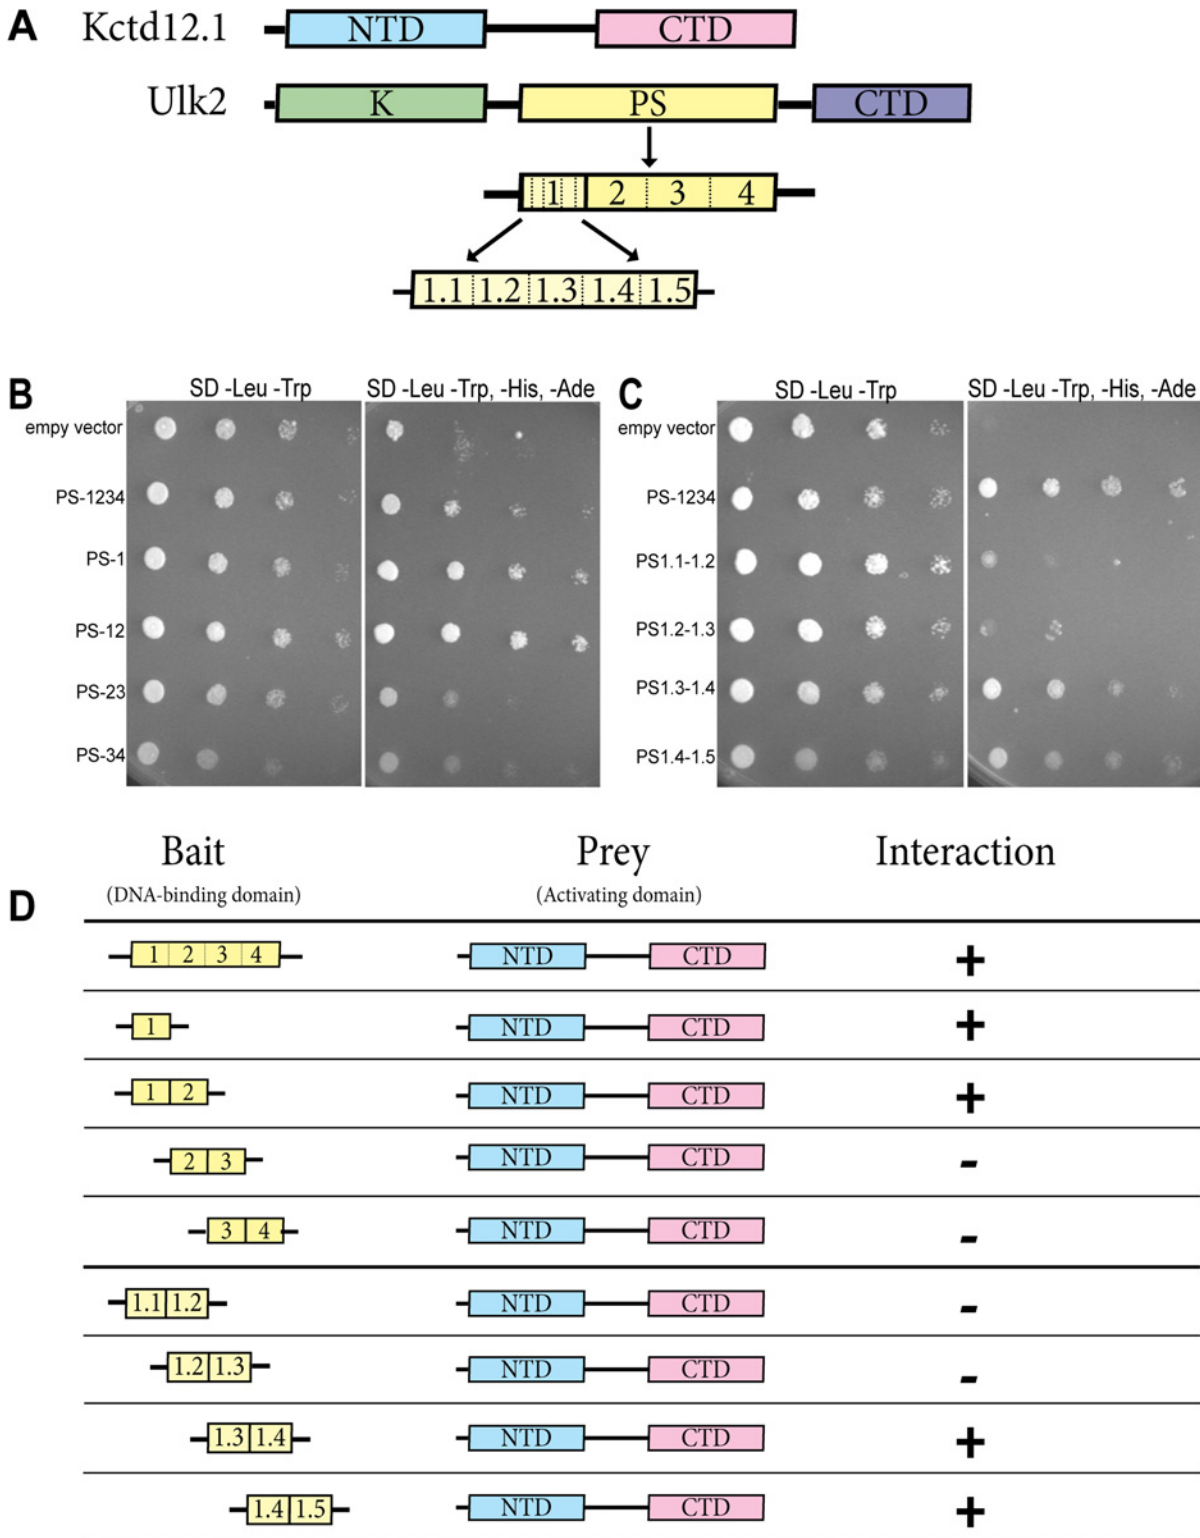 A Kctd12.1 NTD CTD
Ulk2 K PS CTD
1 2 3 4
1.1 1.2 1.3 1.4 1.5
B SD -Leu -Trp SD -Leu -Trp, -His, -Ade
empy vector
PS-1234
PS-1
PS-12
PS-23
PS-34
C SD -Leu -Trp SD -Leu -Trp, -His, -Ade
empy vector
PS-1234
PS1.1-1.2
PS1.2-1.3
PS1.3-1.4
PS1.4-1.5
Bait Prey Interaction
D (DNA-binding domain) (Activating domain)
1 2 3 4 NTD CTD +
1 NTD CTD +
1 2 NTD CTD +
2 3 NTD CTD -
3 4 NTD CTD -
1.1 1.2 NTD CTD -
1.2 1.3 NTD CTD -
1.3 1.4 NTD CTD +
1.4 1.5 NTD CTD +